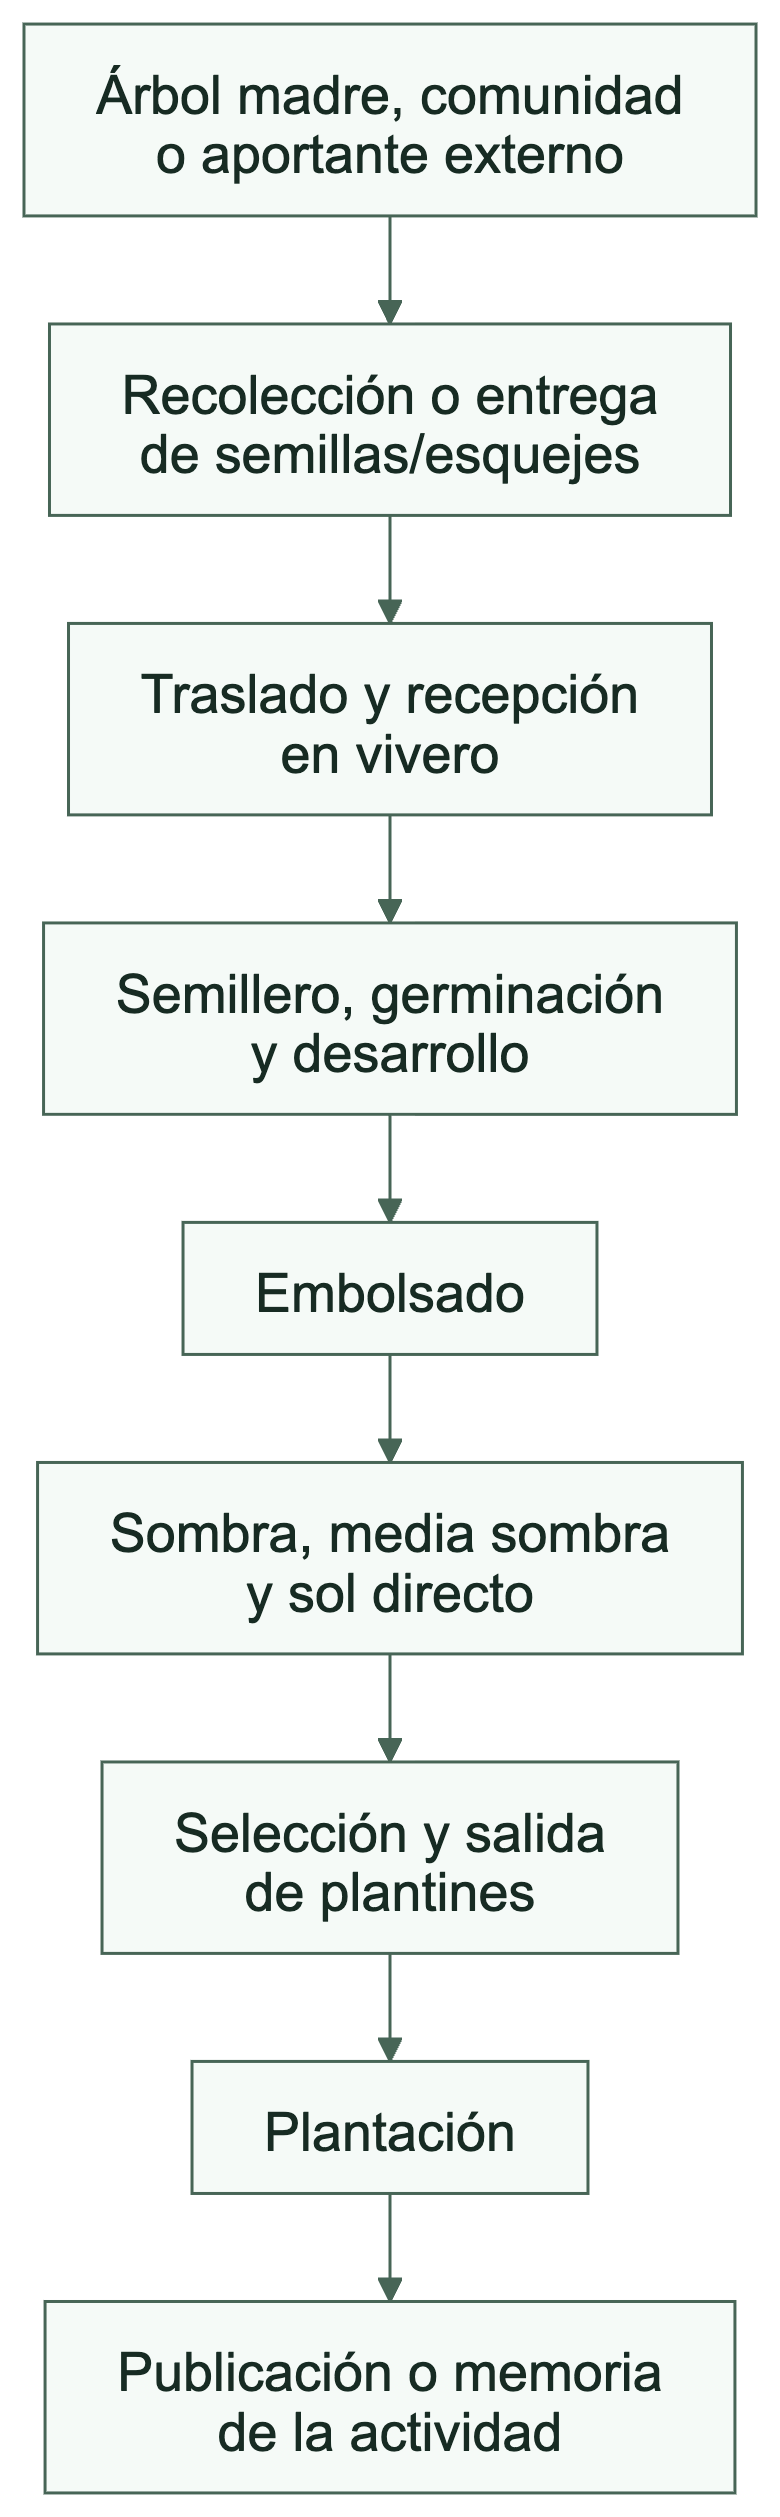 Árbol madre, comunidad
o aportante externo
Recolección o entrega
de semillas/esquejes
Traslado y recepción
en vivero
Semillero, germinación
y desarrollo
Embolsado
Sombra, media sombra
y sol directo
Selección y salida
de plantines
Plantación
Publicación o memoria
de la actividad